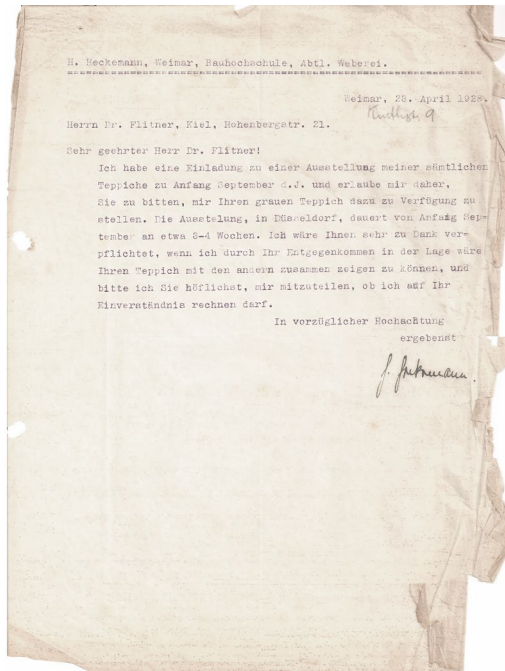 H. Heckemann, Weimar, Bauhochschule, Abtl. Weberei.
Weimar, 28. April 1928.
Herrn Dr. Flitner, Kiel, Hohenbergstr. 21.
Sehr geehrter Herr Dr. Flitner!
Ich habe eine Einladung zu einer Ausstellung meiner sämtlichen
Teppiche zu Anfang September d.J. und erlaube mir daher,
Sie zu bitten, mir Ihren grauen Teppich dazu zu Verfügung zu
stellen. Die Ausstelung, in Düsseldorf, dauert von Anfang Sep-
tember an etwa 3-4 Wochen. Ich wäre Ihnen sehr zu Dank ver-
pflichtet, wenn ich durch Ihr Entgegenkommen in der Lage wäre
Ihren Teppich mit den andern zusammen zeigen zu können, und
bitte ich Sie höflichst, mir mitzuteilen, ob ich auf Ihr
Einverständnis rechnen darf.
In vorzüglicher Hochachtung
ergebenst